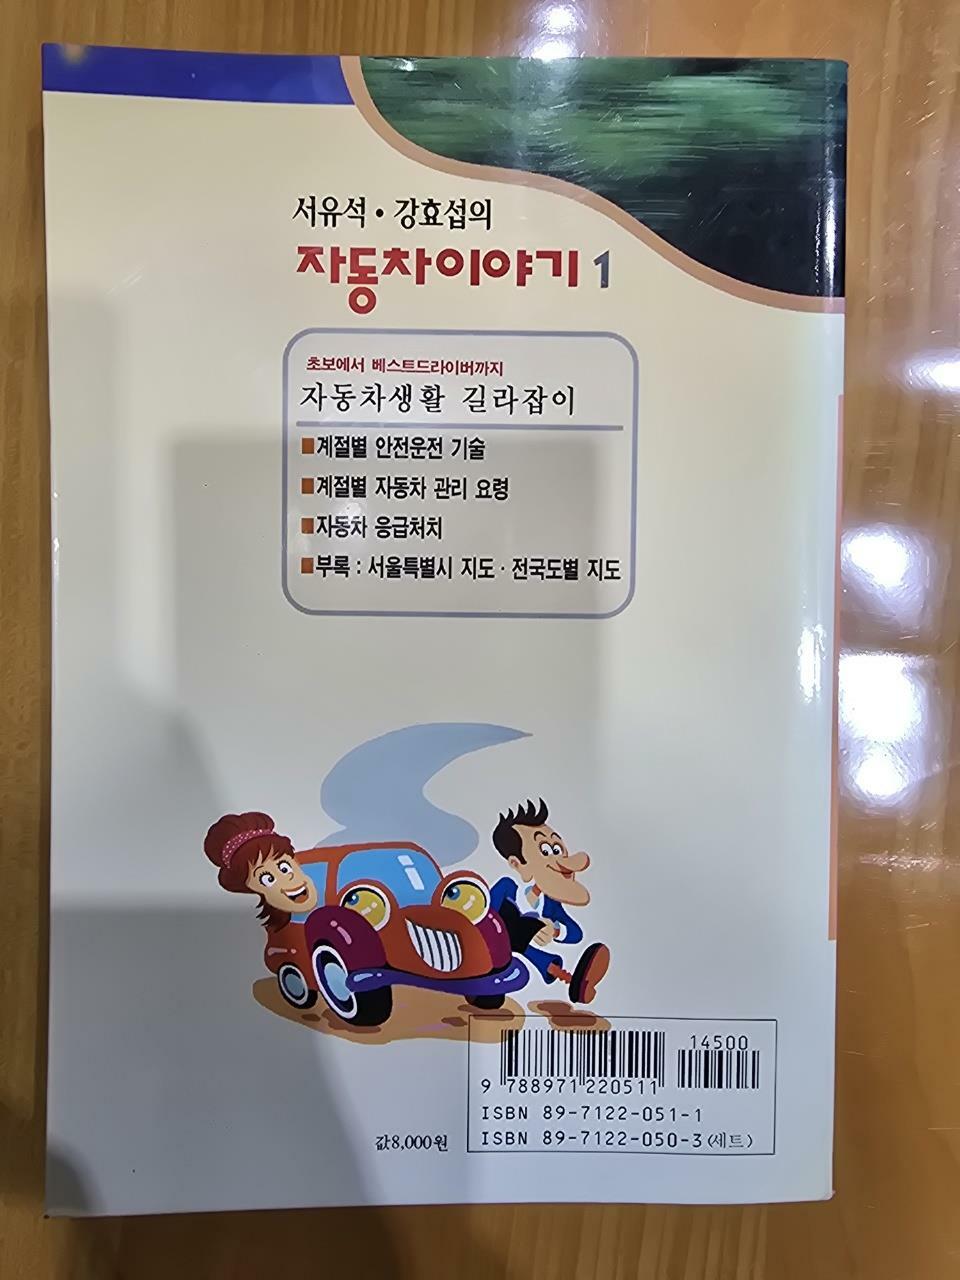 서유석·강효섭의
자동차이야기 1
초보에서 베스트드라이버까지
자동차생활 길라잡이
■계절별 안전운전 기술
■계절별 자동차 관리 요령
■자동차 응급처치
■부록 : 서울특별시 지도·전국도별 지도
14500
9 788971 220511
ISBN 89-7122-051-1
ISBN 89-7122-050-3(세트)
값8,000원